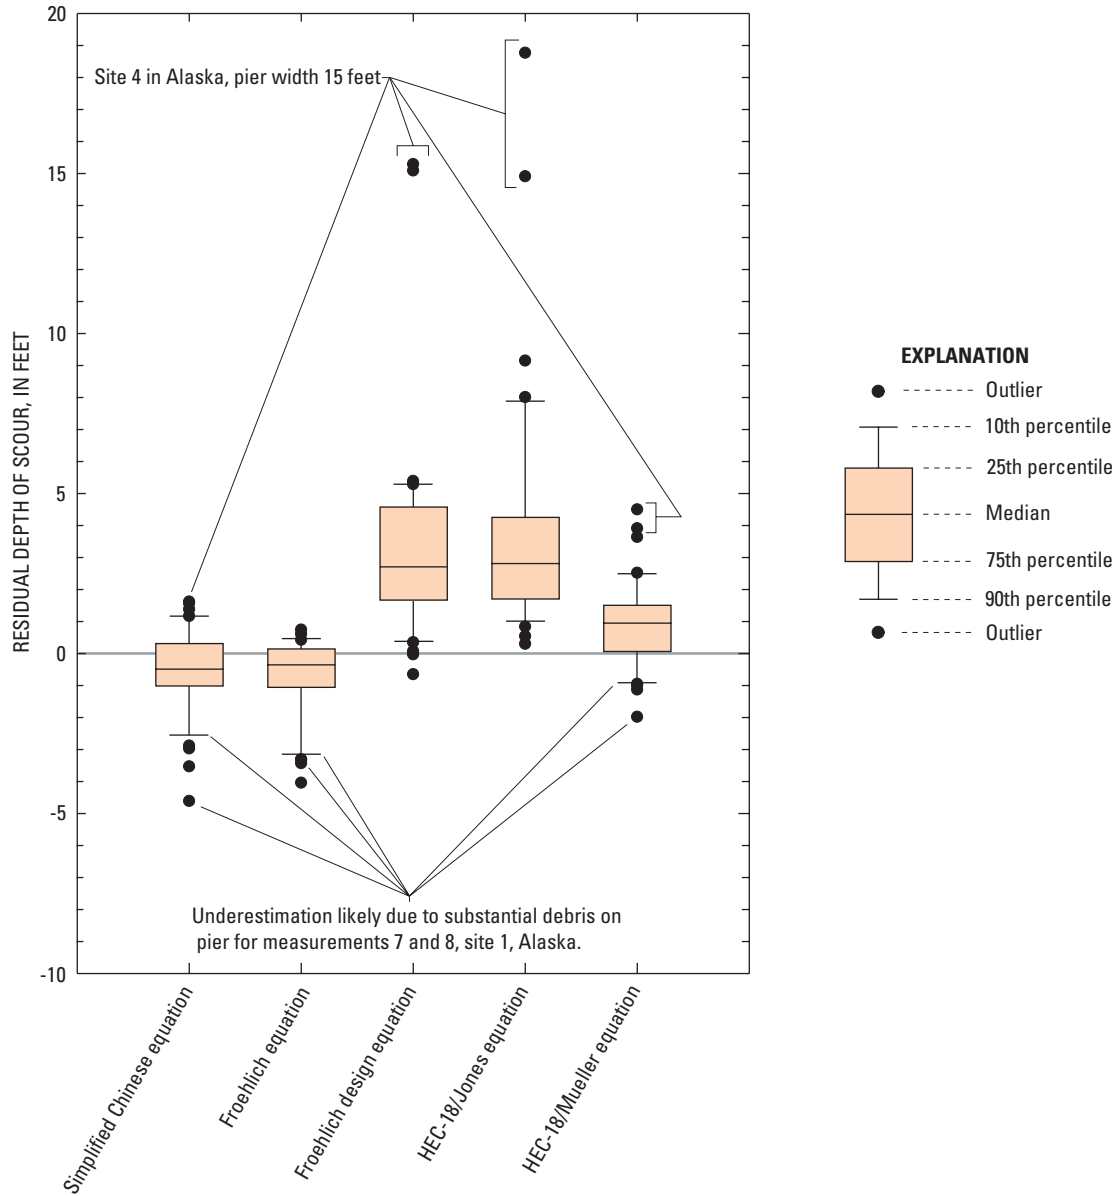 20
15
10
5
0
-5
-10
RESIDUAL DEPTH OF SCOUR, IN FEET
Site 4 in Alaska, pier width 15 feet
Underestimation likely due to substantial debris on
pier for measurements 7 and 8, site 1, Alaska.
Simplified Chinese equation
Froehlich equation
Froehlich design equation
HEC-18/Jones equation
HEC-18/Mueller equation
EXPLANATION
Outlier
10th percentile
25th percentile
Median
75th percentile
90th percentile
Outlier